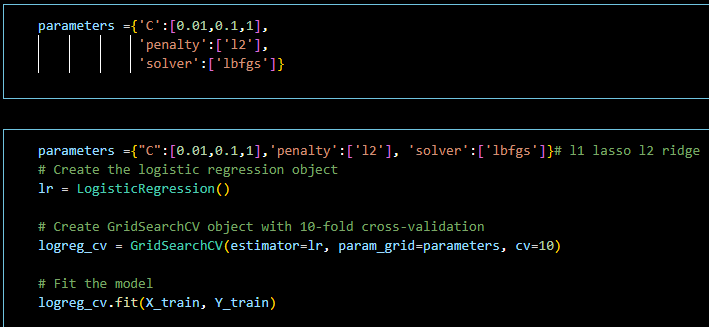 parameters ={'C':[0.01,0.1,1],
'penalty':['l2'],
'solver':['lbfgs']}
parameters ={"C":[0.01,0.1,1],'penalty':['l2'], 'solver':['lbfgs']}# l1 lasso l2 ridge
# Create the logistic regression object
lr = LogisticRegression()
# Create GridSearchCV object with 10-fold cross-validation
logreg_cv = GridSearchCV(estimator=lr, param_grid=parameters, cv=10)
# Fit the model
logreg_cv.fit(X_train, Y_train)